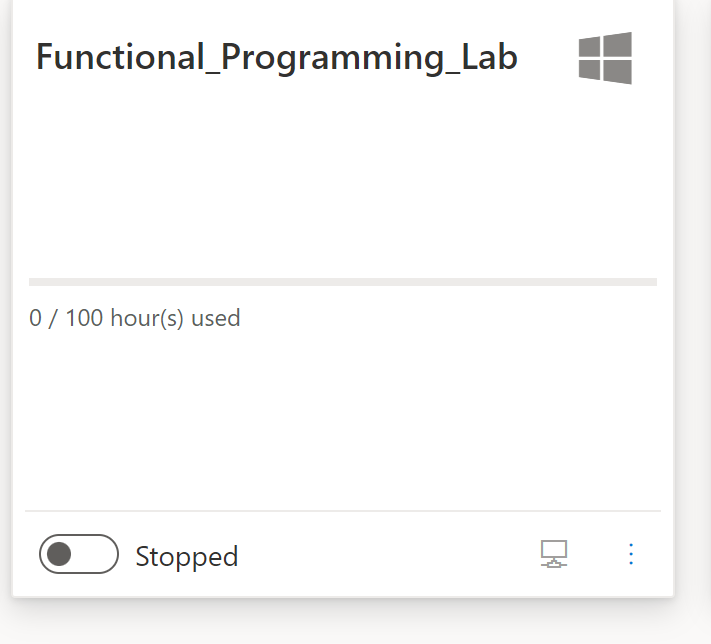 Functional_Programming_Lab
0 / 100 hour(s) used
Stopped